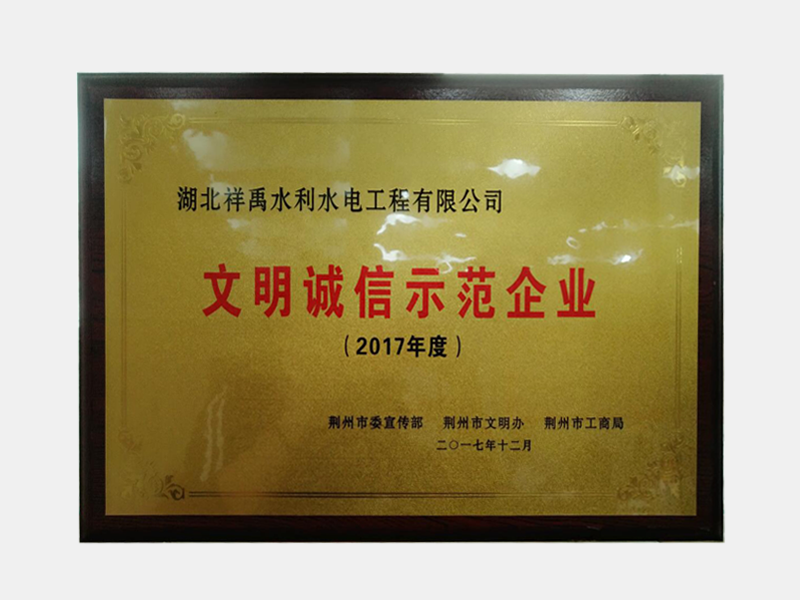 湖北祥禹水利水电工程有限公司
文明诚信示范企业
（2017年度）
荆州市委宣传部 荆州市文明办 荆州市工商局
二〇一七年十二月